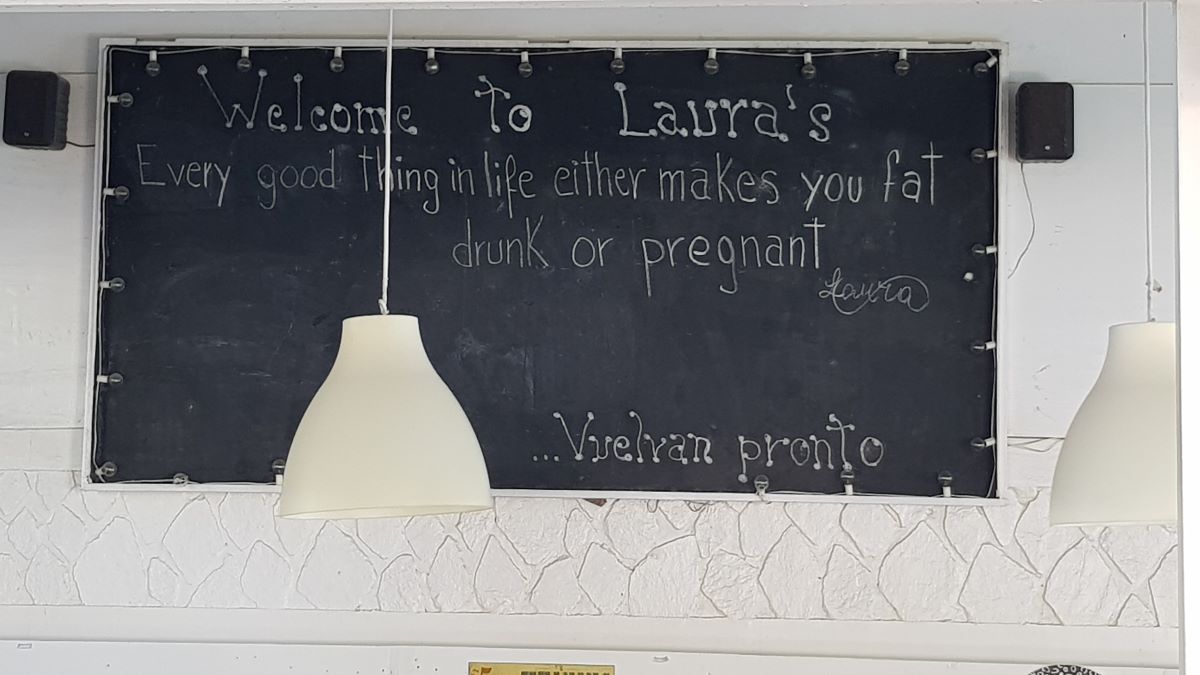 Welcome To Laura's
Every good thing in life either makes you fat
drunk or pregnant
Laura
...Vuelvan pronto